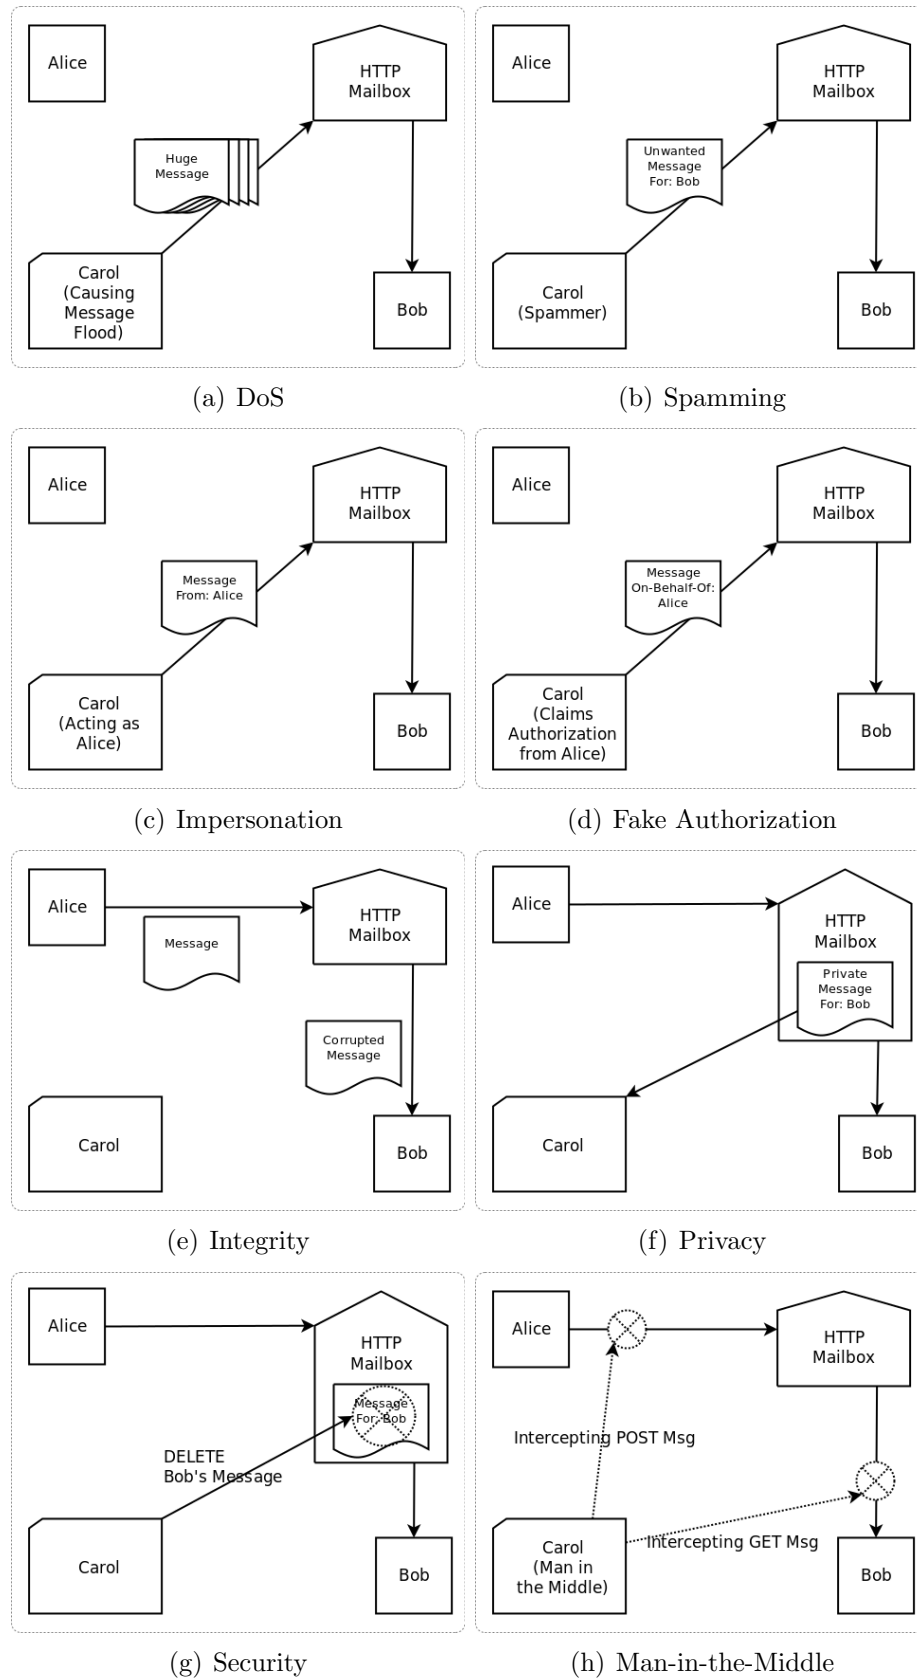 Alice
HTTP
Mailbox
Huge
Message
Carol
(Causing
Message
Flood)
Bob
(a) DoS
Alice
HTTP
Mailbox
Unwanted
Message
For: Bob
Carol
(Spammer)
Bob
(b) Spamming
Alice
HTTP
Mailbox
Message
From: Alice
Carol
(Acting as
Alice)
Bob
(c) Impersonation
Alice
HTTP
Mailbox
Message
On-Behalf-Of:
Alice
Carol
(Claims
Authorization
from Alice)
Bob
(d) Fake Authorization
Alice
HTTP
Mailbox
Message
Corrupted
Message
Carol
Bob
(e) Integrity
Alice
HTTP
Mailbox
Private
Message
For: Bob
Carol
Bob
(f) Privacy
Alice
HTTP
Mailbox
Message
For: Bob
DELETE
Bob's Message
Carol
Bob
(g) Security
Alice
HTTP
Mailbox
Intercepting POST Msg
Intercepting GET Msg
Carol
(Man in
the Middle)
Bob
(h) Man-in-the-Middle